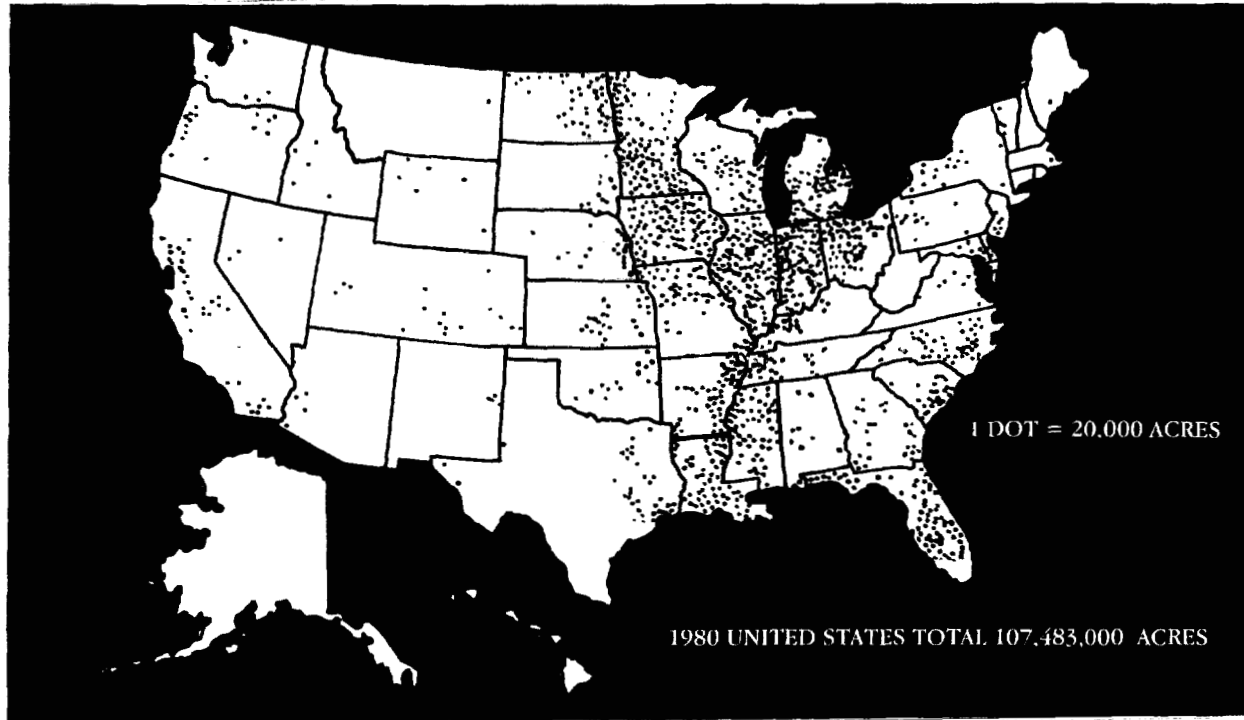 1 DOT = 20,000 ACRES
1980 UNITED STATES TOTAL 107,483,000 ACRES